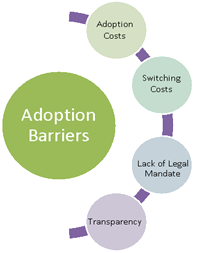 Adoption
Costs
Switching
Costs
Adoption
Barriers
Lack of Legal
Mandate
Transparency